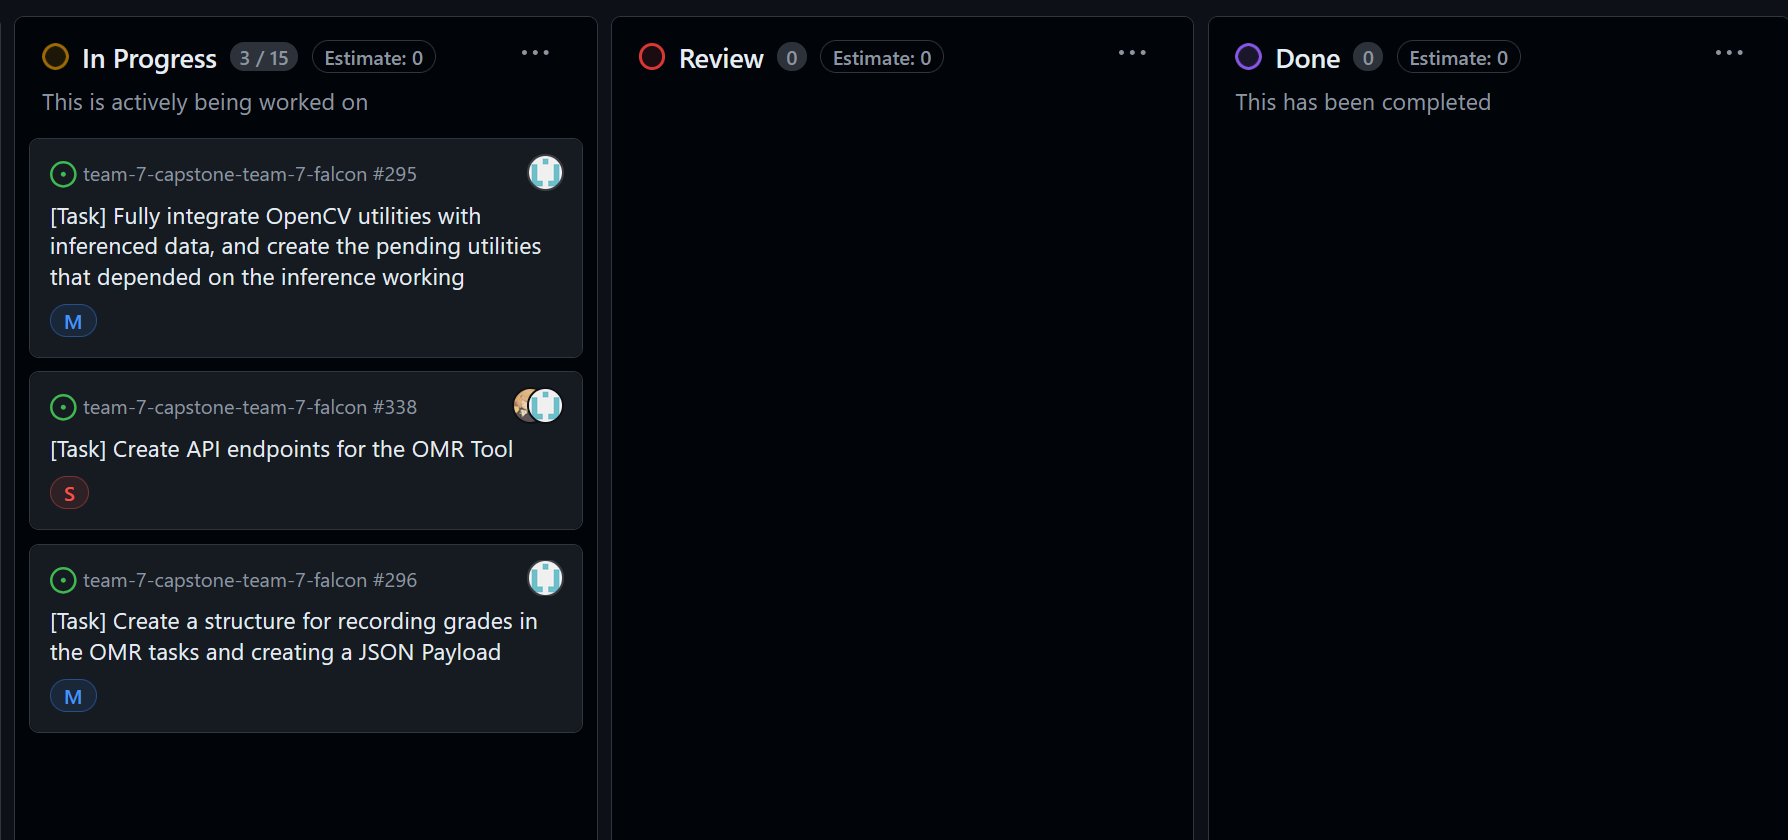 In Progress 3 / 15 Estimate: 0
This is actively being worked on
team-7-capstone-team-7-falcon #295
[Task] Fully integrate OpenCV utilities with
inferenced data, and create the pending utilities
that depended on the inference working
M
team-7-capstone-team-7-falcon #338
[Task] Create API endpoints for the OMR Tool
S
team-7-capstone-team-7-falcon #296
[Task] Create a structure for recording grades in
the OMR tasks and creating a JSON Payload
M
Review 0 Estimate: 0
Done 0 Estimate: 0
This has been completed